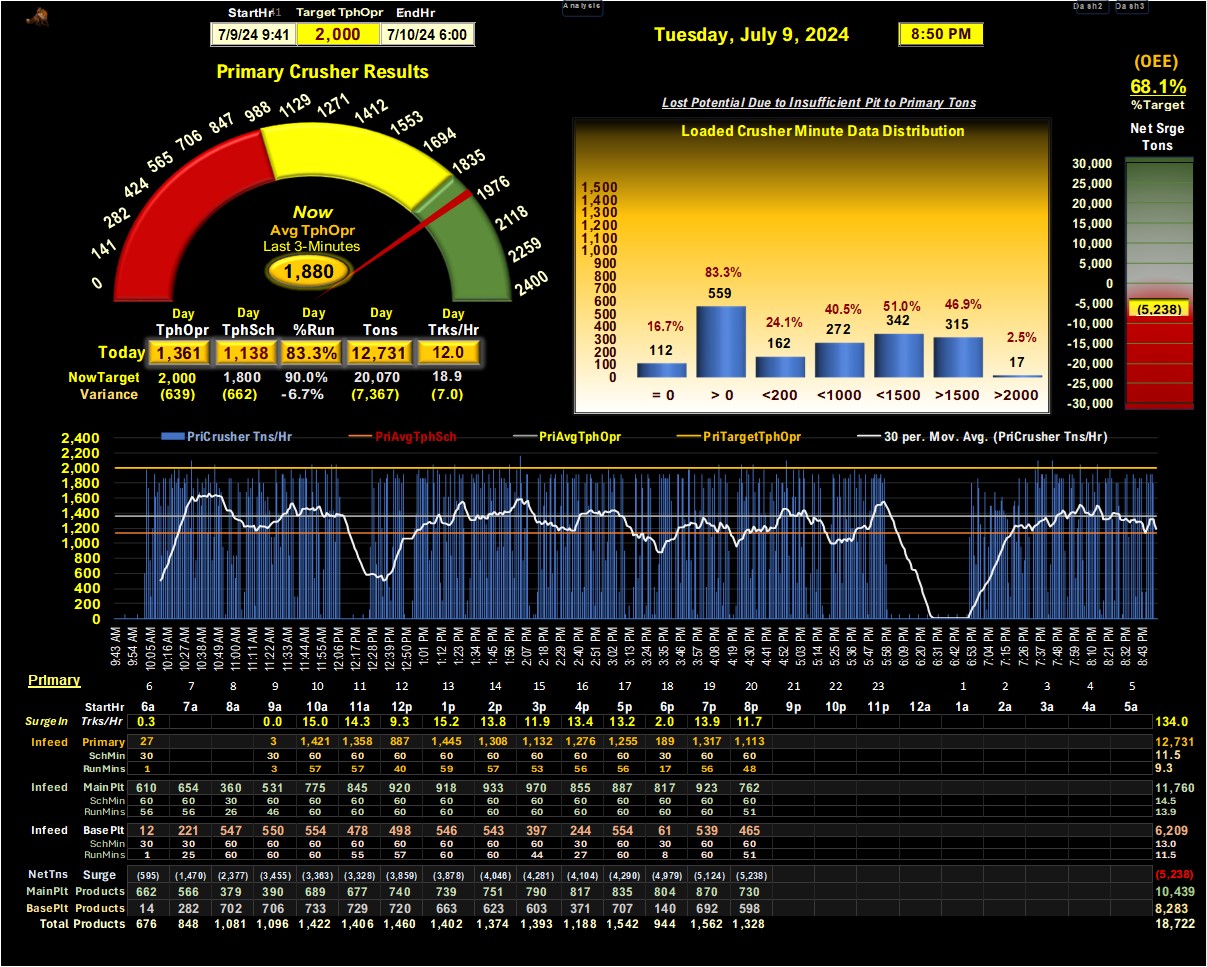 Analysis
Dash2 Dash3
StartHr Target TphOpr EndHr
7/9/24 9:41 2,000 7/10/24 6:00
Tuesday, July 9, 2024 8:50 PM
Primary Crusher Results
(OEE)
68.1%
%Target
Net Srge
Tons
0 141 282 424 565 706 847 988 1129 1271 1412 1553 1694 1835 1976 2118 2259 2400
Now
Avg TphOpr
Last 3-Minutes
1,880
Day Day Day Day Day
TphOpr TphSch %Run Tons Trks/Hr
Today 1,361 1,138 83.3% 12,731 12.0
NowTarget 2,000 1,800 90.0% 20,070 18.9
Variance (639) (662) -6.7% (7,367) (7.0)
Lost Potential Due to Insufficient Pit to Primary Tons
Loaded Crusher Minute Data Distribution
1,500
1,400
1,300
1,200
1,100
1,000
900
800
700
600
500
400
300
200
100
0
16.7% 83.3% 24.1% 40.5% 51.0% 46.9% 2.5%
112 559 162 272 342 315 17
= 0 > 0 <200 <1000 <1500 >1500 >2000
30,000
25,000
20,000
15,000
10,000
5,000
0
-5,000
(5,238)
-10,000
-15,000
-20,000
-25,000
-30,000
PriCrusher Tns/Hr PriAvgTphSch PriAvgTphOpr PriTargetTphOpr 30 per. Mov. Avg. (PriCrusher Tns/Hr)
2,400
2,200
2,000
1,800
1,600
1,400
1,200
1,000
800
600
400
200
0
9:43 AM 9:54 AM 10:05 AM 10:16 AM 10:27 AM 10:38 AM 10:49 AM 11:00 AM 11:11 AM 11:22 AM 11:33 AM 11:44 AM 11:55 AM 12:06 PM 12:17 PM 12:28 PM 12:39 PM 12:50 PM 1:01 PM 1:12 PM 1:23 PM 1:34 PM 1:45 PM 1:56 PM 2:07 PM 2:18 PM 2:29 PM 2:40 PM 2:51 PM 3:02 PM 3:13 PM 3:24 PM 3:35 PM 3:46 PM 3:57 PM 4:08 PM 4:19 PM 4:30 PM 4:41 PM 4:52 PM 5:03 PM 5:14 PM 5:25 PM 5:36 PM 5:47 PM 5:58 PM 6:09 PM 6:20 PM 6:31 PM 6:42 PM 6:53 PM 7:04 PM 7:15 PM 7:26 PM 7:37 PM 7:48 PM 7:59 PM 8:10 PM 8:21 PM 8:32 PM 8:43 PM
Primary
6 7 8 9 10 11 12 13 14 15 16 17 18 19 20 21 22 23 1 2 3 4 5
StartHr 6a 7a 8a 9a 10a 11a 12p 1p 2p 3p 4p 5p 6p 7p 8p 9p 10p 11p 12a 1a 2a 3a 4a 5a
SurgeIn Trks/Hr 0.3 0.0 15.0 14.3 9.3 15.2 13.8 11.9 13.4 13.2 2.0 13.9 11.7 134.0
Infeed Primary 27 3 1,421 1,358 887 1,445 1,308 1,132 1,276 1,255 189 1,317 1,113 12,731
SchMin 30 30 60 60 60 60 60 60 60 60 30 60 60 11.5
RunMins 1 3 57 57 40 59 57 53 56 56 17 56 48 9.3
Infeed MainPlt 610 654 360 531 775 845 920 918 933 970 855 887 817 923 762 11,760
SchMin 60 60 30 60 60 60 60 60 60 60 60 60 60 60 60 14.5
RunMins 56 56 26 46 60 60 60 60 60 60 60 60 60 60 51 13.9
Infeed Base Plt 12 221 547 550 554 478 498 546 543 397 244 554 61 539 465 6,209
SchMin 30 30 60 60 60 60 60 60 60 60 30 60 30 60 60 13.0
RunMins 1 25 60 60 60 55 57 60 60 44 27 60 8 60 51 11.5
NetTns Surge (595) (1,470) (2,377) (3,455) (3,363) (3,328) (3,859) (3,878) (4,046) (4,281) (4,104) (4,290) (4,979) (5,124) (5,238) (5,238)
MainPlt Products 662 566 379 390 689 677 740 739 751 790 817 835 804 870 730 10,439
BasePlt Products 14 282 702 706 733 729 720 663 623 603 371 707 140 692 598 8,283
Total Products 676 848 1,081 1,096 1,422 1,406 1,460 1,402 1,374 1,393 1,188 1,542 944 1,562 1,328 18,722